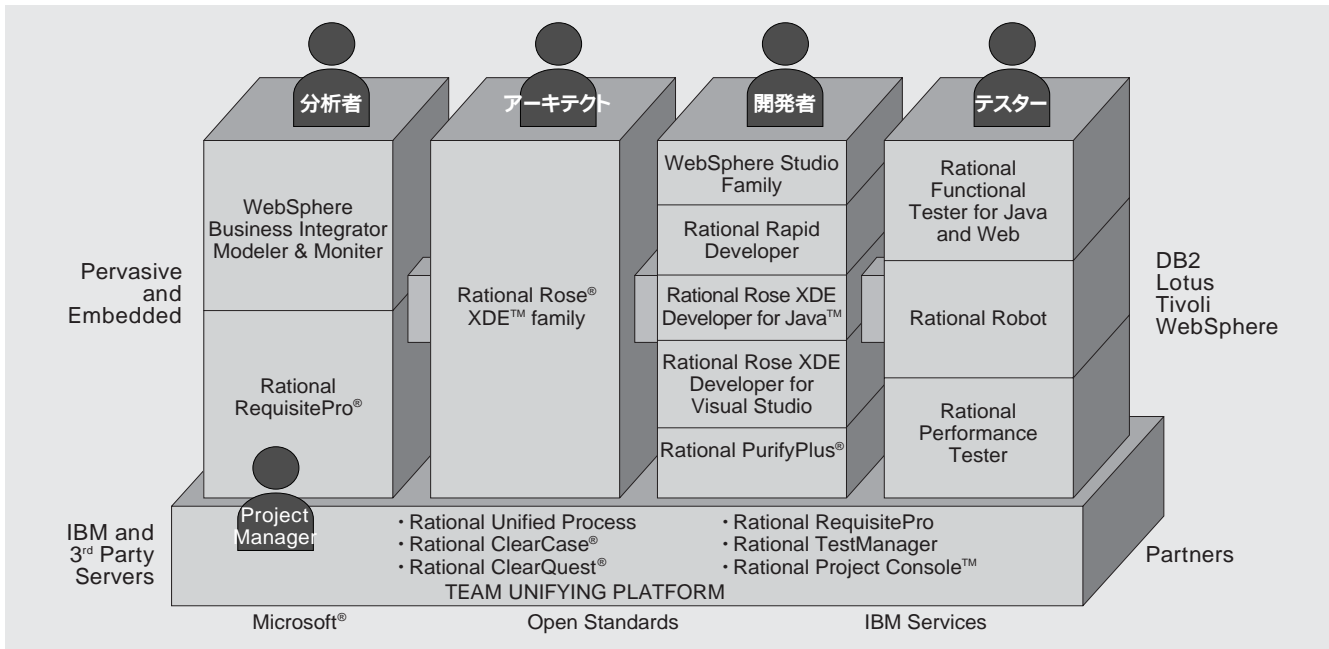 分析者
アーキテクト
開発者
テスター
WebSphere
Business Integrator
Modeler & Moniter
Rational
RequisitePro®
Rational Rose®
XDE™ family
WebSphere Studio
Family
Rational Rapid
Developer
Rational Rose XDE
Developer for Java™
Rational Rose XDE
Developer for
Visual Studio
Rational PurifyPlus®
Rational
Functional
Tester for Java
and Web
Rational Robot
Rational
Performance
Tester
Pervasive
and
Embedded
DB2
Lotus
Tivoli
WebSphere
IBM and
3rd Party
Servers
Project
Manager
・Rational Unified Process
・Rational ClearCase®
・Rational ClearQuest®
・Rational RequisitePro
・Rational TestManager
・Rational Project Console™
TEAM UNIFYING PLATFORM
Partners
Microsoft®
Open Standards
IBM Services